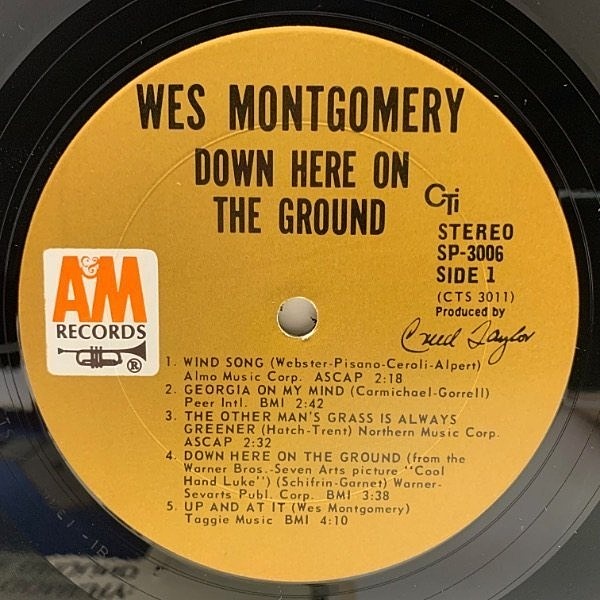 WES MONTGOMERY
DOWN HERE ON
THE GROUND
CTi
STEREO
SP-3006
SIDE 1
(CTS 3011)
Produced by
Creed Taylor
A&M
RECORDS
®
1. WIND SONG (Webster-Pisano-Ceroli-Alpert)
Almo Music Corp. ASCAP 2:18
2. GEORGIA ON MY MIND (Carmichael-Gorrell)
Peer Intl. BMI 2:42
3. THE OTHER MAN'S GRASS IS ALWAYS
GREENER (Hatch-Trent) Northern Music Corp.
ASCAP 2:32
4. DOWN HERE ON THE GROUND (from the
Warner Bros.-Seven Arts picture "Cool
Hand Luke") (Schifrin-Garnet) Warner-
Sevarts Publ. Corp. BMI 3:38
5. UP AND AT IT (Wes Montgomery)
Taggie Music BMI 4:10